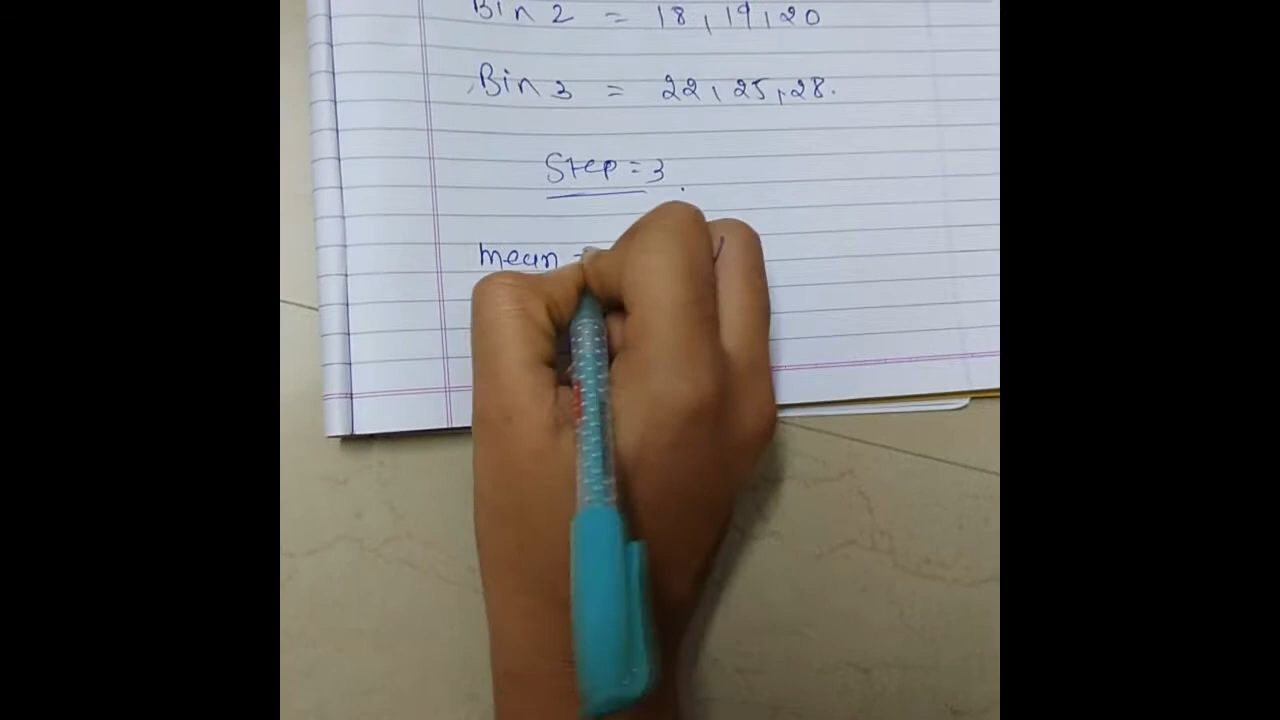 Bin 2 = 18, 19, 20
Bin 3 = 22, 25, 28.
Step = 3
mean =